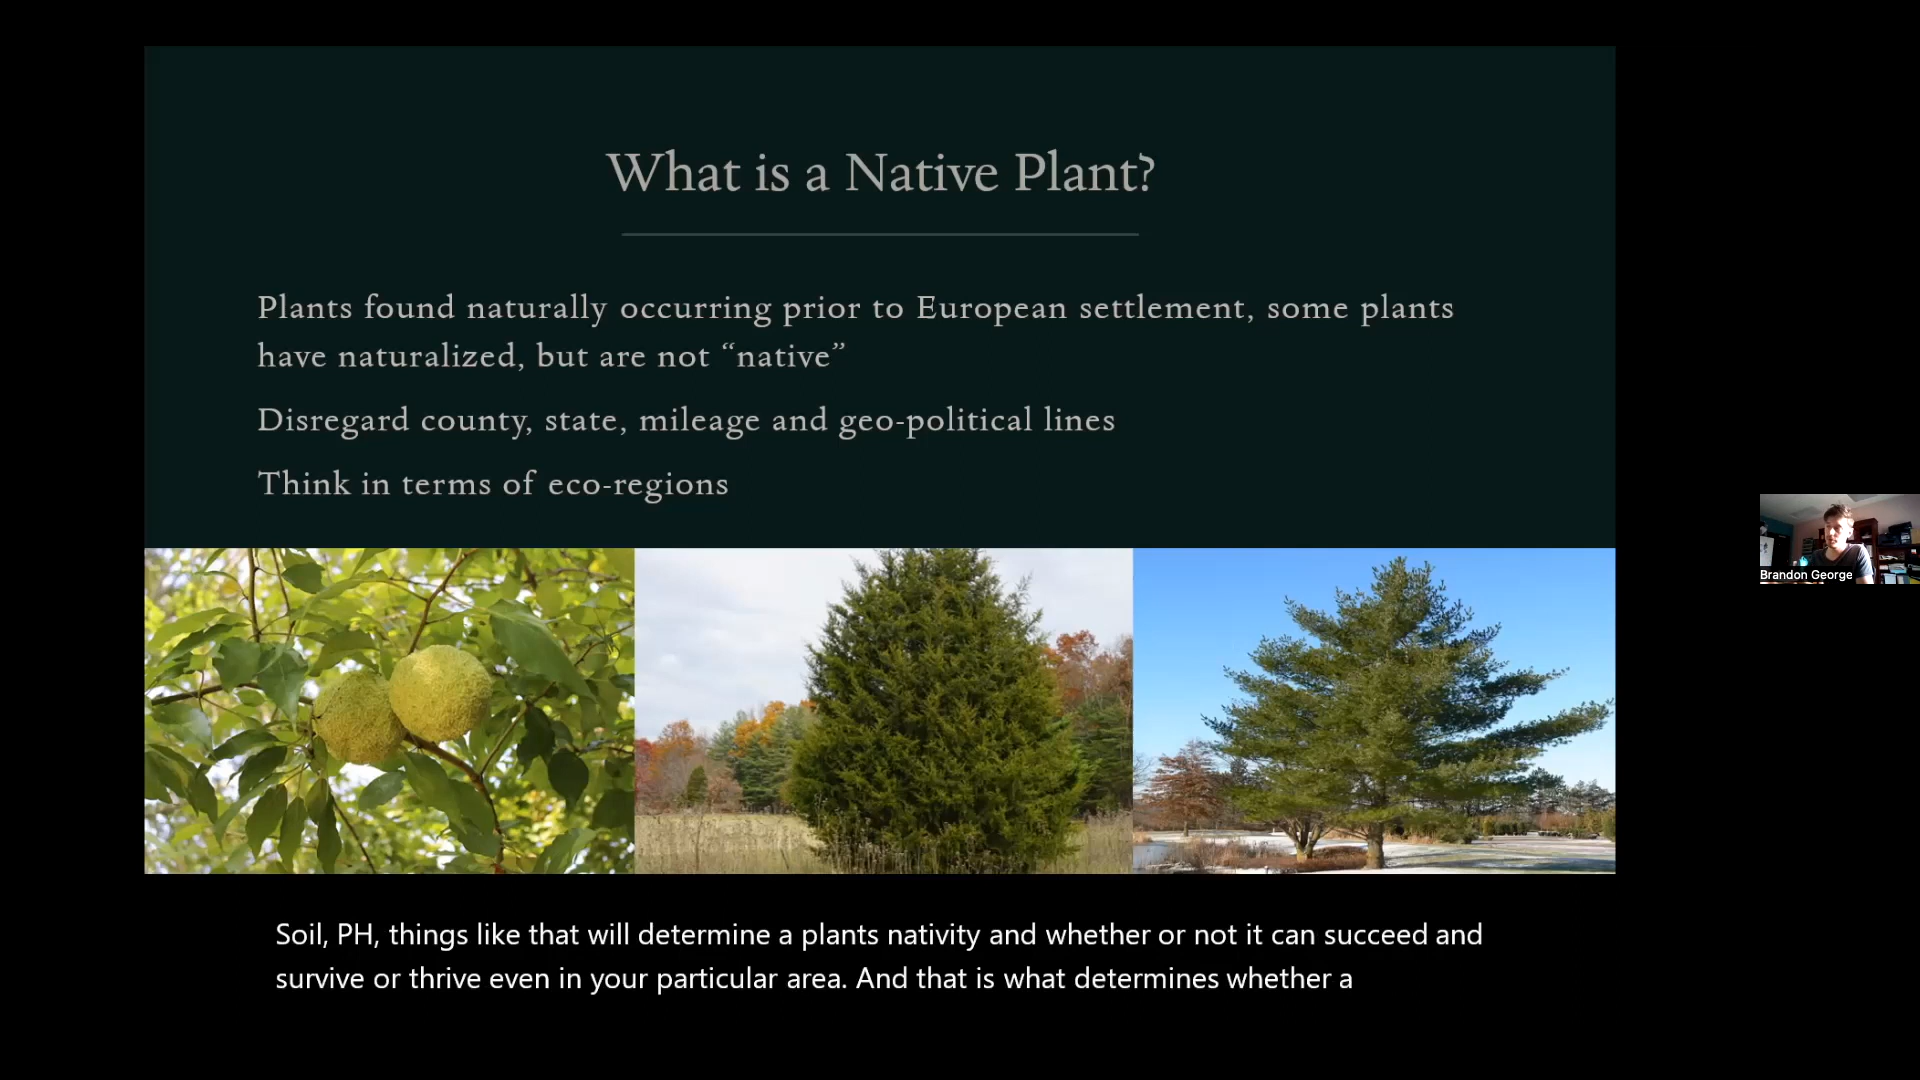 What is a Native Plant?
Plants found naturally occurring prior to European settlement, some plants
have naturalized, but are not “native”
Disregard county, state, mileage and geo-political lines
Think in terms of eco-regions
Brandon George
Soil, PH, things like that will determine a plants nativity and whether or not it can succeed and
survive or thrive even in your particular area. And that is what determines whether a